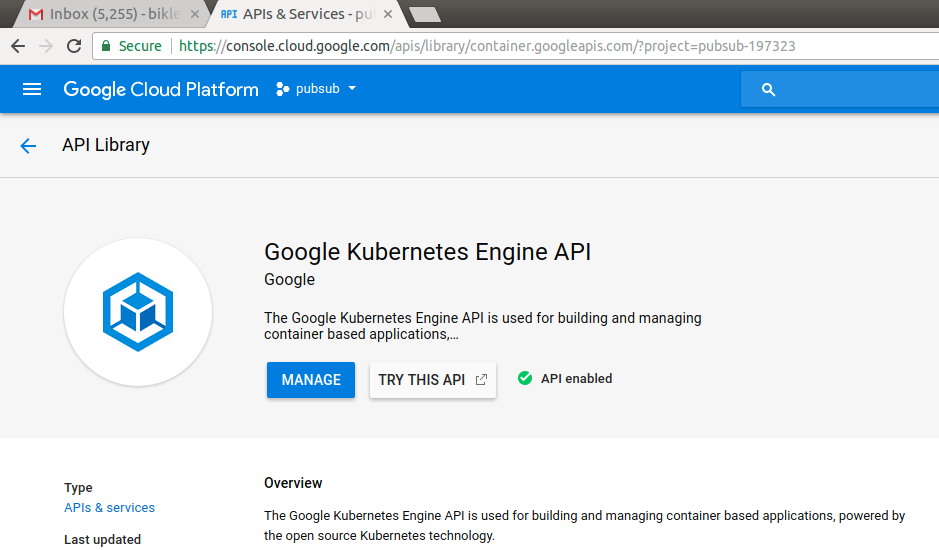 Inbox (5,255) - bikle
API APIs & Services - pu
Secure https://console.cloud.google.com/apis/library/container.googleapis.com/?project=pubsub-197323
Google Cloud Platform pubsub
API Library
Google Kubernetes Engine API
Google
The Google Kubernetes Engine API is used for building and managing
container based applications,...
MANAGE TRY THIS API API enabled
Type
APIs & services
Last updated
Overview
The Google Kubernetes Engine API is used for building and managing container based applications, powered by
the open source Kubernetes technology.